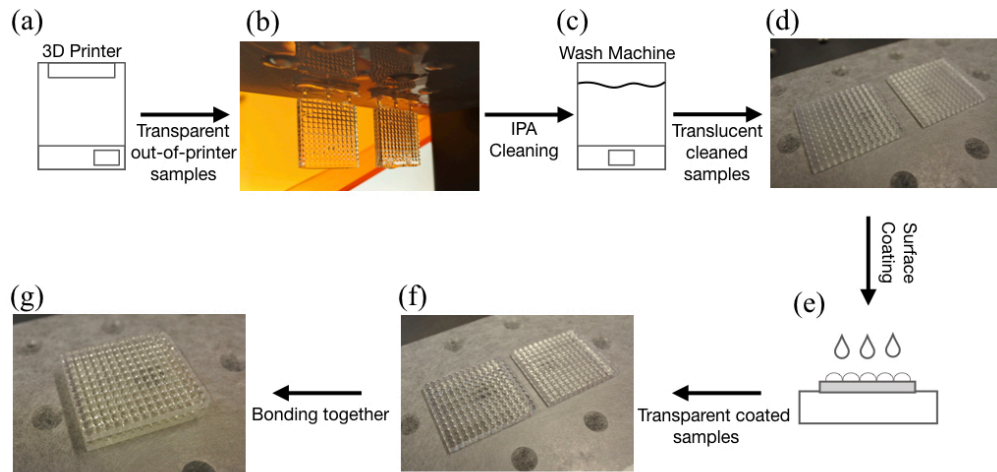 (a)
3D Printer
Transparent
out-of-printer
samples
(b)
IPA
Cleaning
(c)
Wash Machine
Translucent
cleaned
samples
(d)
Surface
Coating
(e)
Transparent coated
samples
(f)
Bonding together
(g)